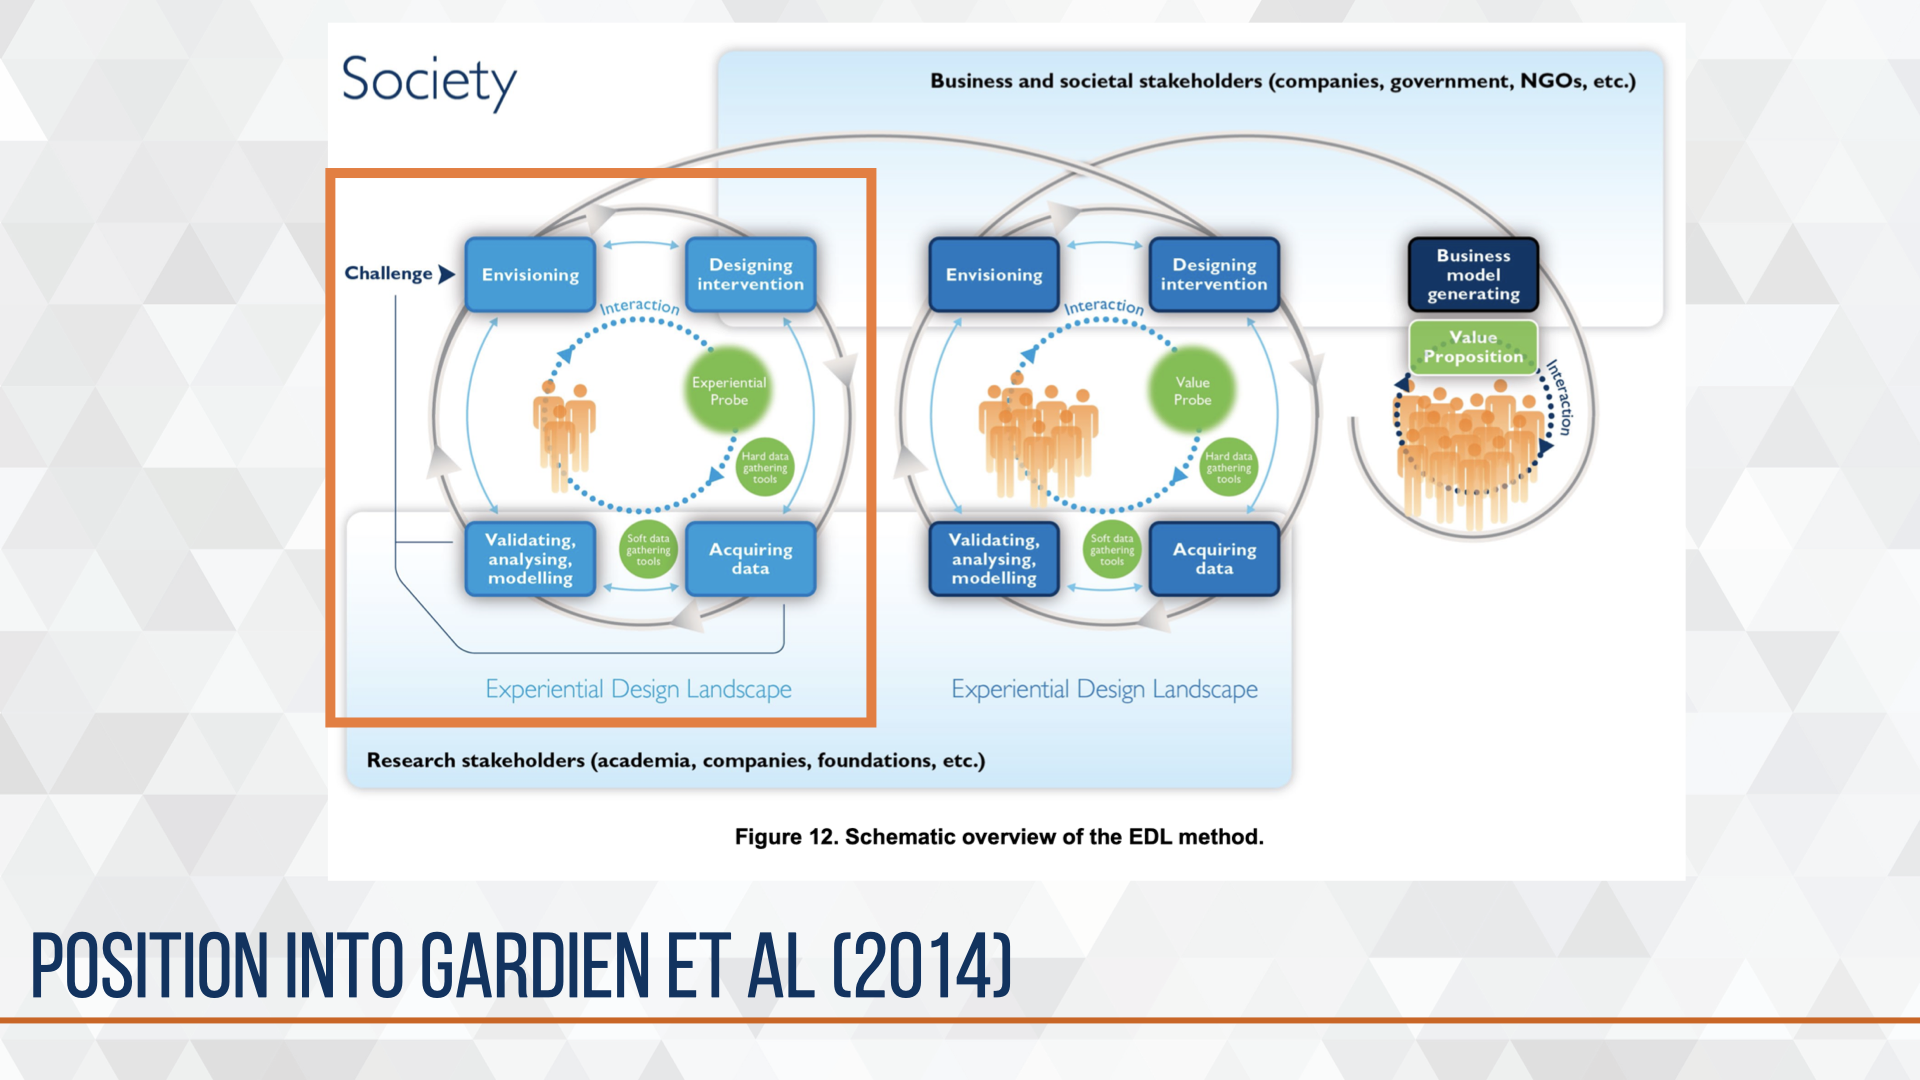 Society
Business and societal stakeholders (companies, government, NGOs, etc.)
Challenge
Envisioning
Designing
intervention
Interaction
Experiential
Probe
Hard data
gathering
tools
Soft data
gathering
tools
Validating,
analysing,
modelling
Acquiring
data
Experiential Design Landscape
Envisioning
Designing
intervention
Interaction
Value
Probe
Hard data
gathering
tools
Soft data
gathering
tools
Validating,
analysing,
modelling
Acquiring
data
Experiential Design Landscape
Business
model
generating
Value
Proposition
Interaction
Research stakeholders (academia, companies, foundations, etc.)
Figure 12. Schematic overview of the EDL method.
POSITION INTO GARDIEN ET AL (2014)